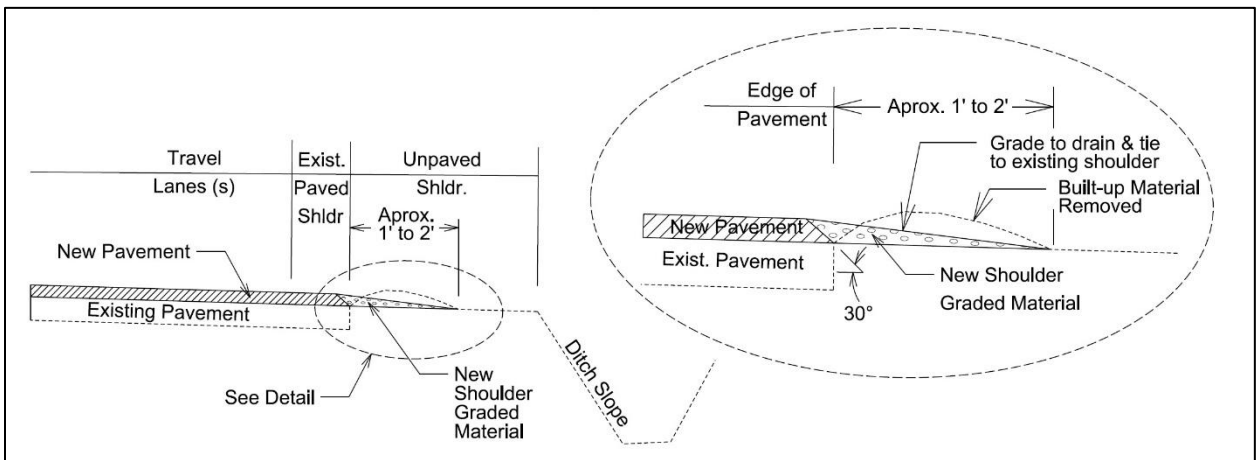 Travel
Lanes (s)
Exist.
Paved
Shldr
Unpaved
Shldr.
Aprox.
1' to 2'
New Pavement
Existing Pavement
See Detail
New
Shoulder
Graded
Material
Ditch Slope
Edge of
Pavement
Aprox. 1' to 2'
Grade to drain & tie
to existing shoulder
Built-up Material
Removed
New Pavement
Exist. Pavement
30°
New Shoulder
Graded Material